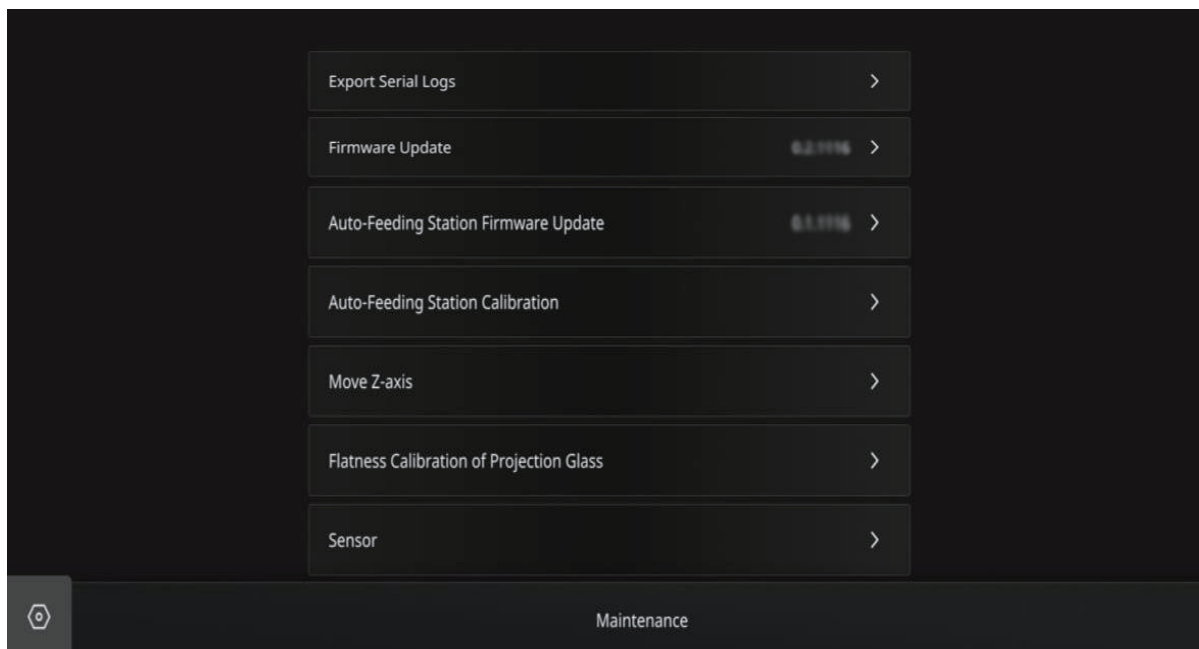 Export Serial Logs
Firmware Update
Auto-Feeding Station Firmware Update
Auto-Feeding Station Calibration
Move Z-axis
Flatness Calibration of Projection Glass
Sensor
Maintenance